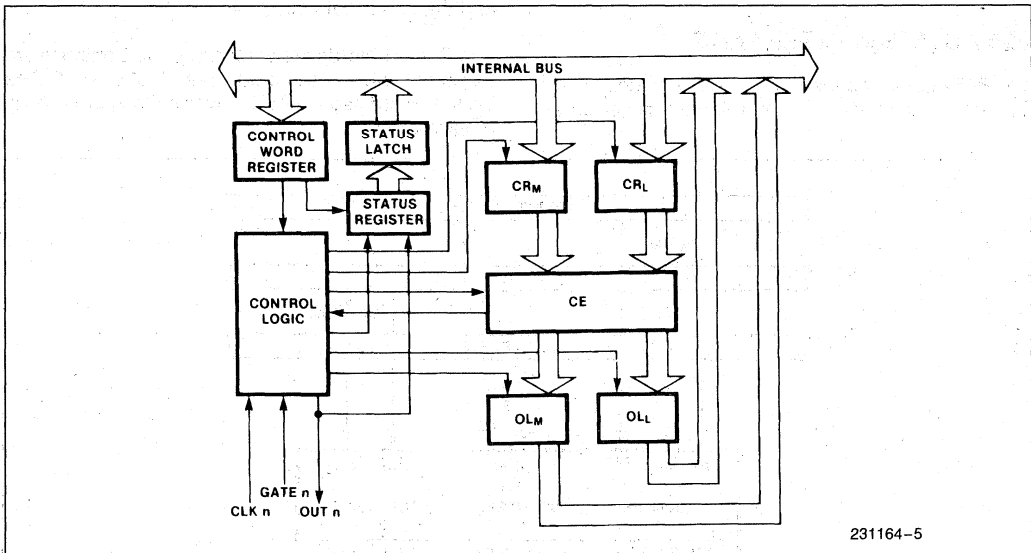 INTERNAL BUS
CONTROL
WORD
REGISTER
STATUS
LATCH
STATUS
REGISTER
CRM
CRL
CONTROL
LOGIC
CE
OLM
OLL
CLK n
GATE n
OUT n
231164-5